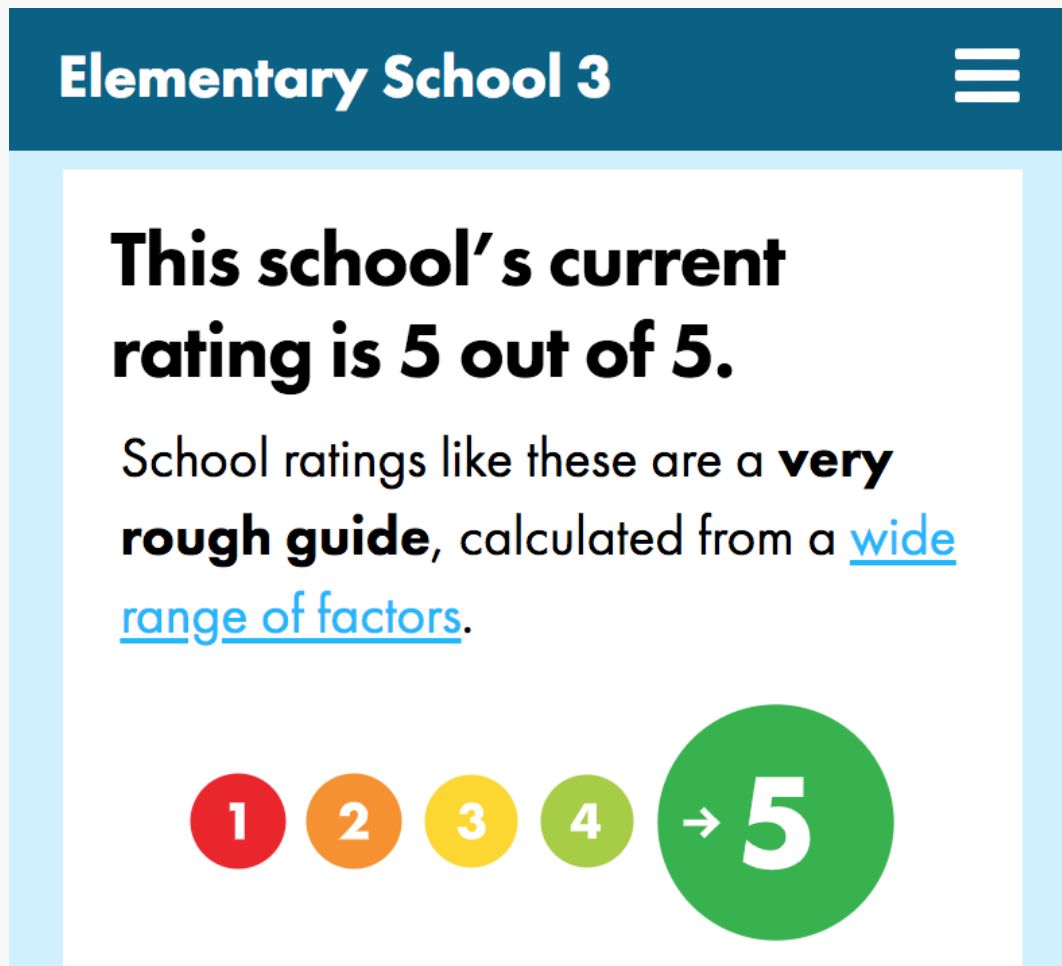 Elementary School 3
This school’s current
rating is 5 out of 5.
School ratings like these are a very
rough guide, calculated from a wide
range of factors.
1 2 3 4 → 5